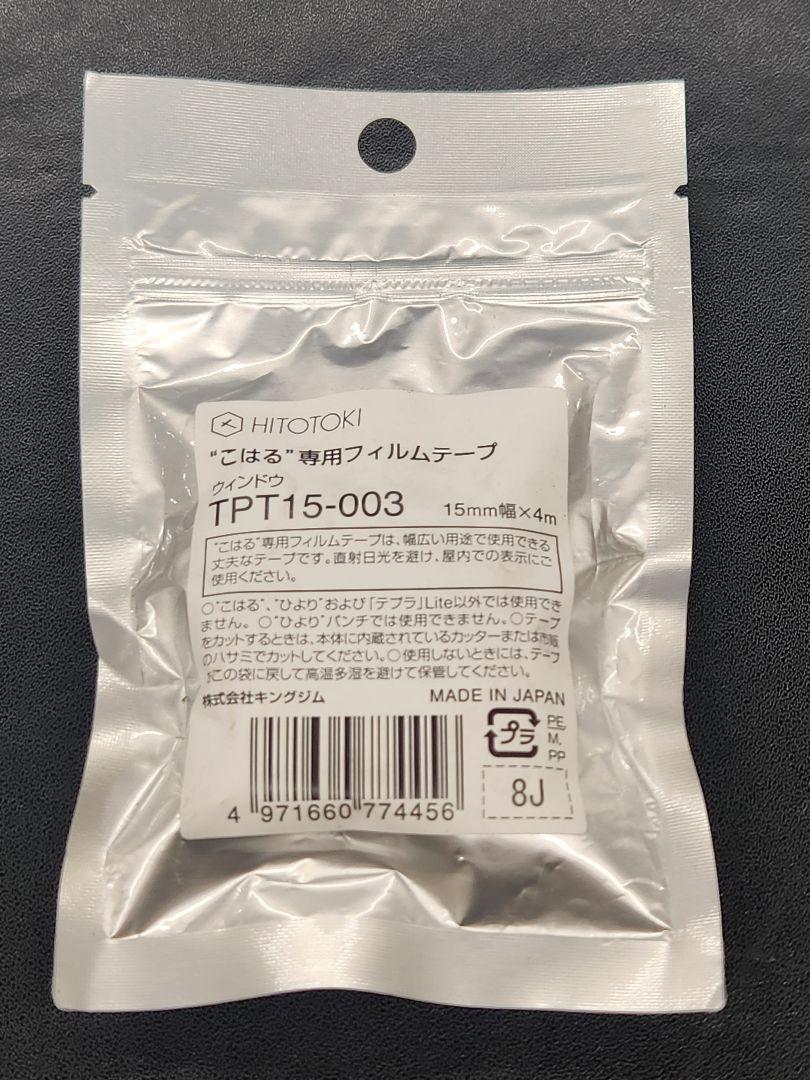 HITOTOKI
“こはる”専用フィルムテープ
ウィンドウ
TPT15-003 15mm幅×4m
“こはる”専用フィルムテープは、幅広い用途で使用できる
丈夫なテープです。直射日光を避け、屋内での表示にご
使用ください。
○“こはる”、“ひより”および「テプラ」Lite以外では使用でき
ません。○“ひより”パンチでは使用できません。○テープ
をカットするときは、本体に内蔵されているカッターまたは市販
のハサミでカットしてください。○使用しないときには、テープ
をこの袋に戻して高温多湿を避けて保管してください。
株式会社キングジム MADE IN JAPAN
プラ
PE,
M,
PP
8J
4 971660 774456